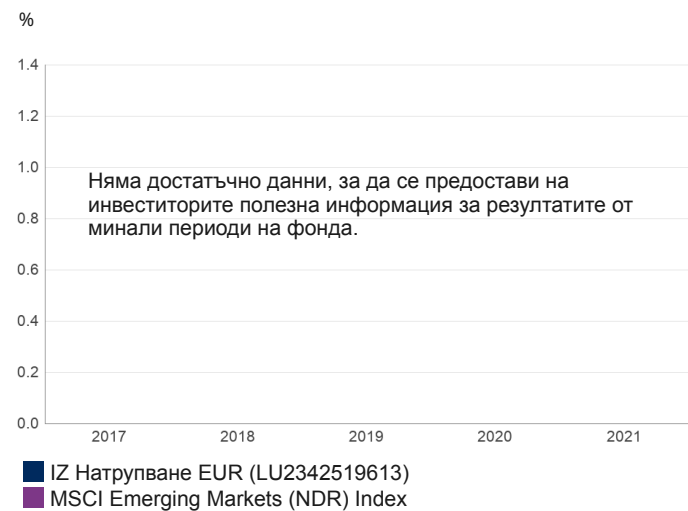 %
1.4
1.2
1.0
Няма достатъчно данни, за да се предостави на
инвеститорите полезна информация за резултатите от
0.8
минали периоди на фонда.
0.6
0.4
0.2
0.0
2017 2018 2019 2020 2021
IZ Натрупване EUR (LU2342519613)
MSCI Emerging Markets (NDR) Index